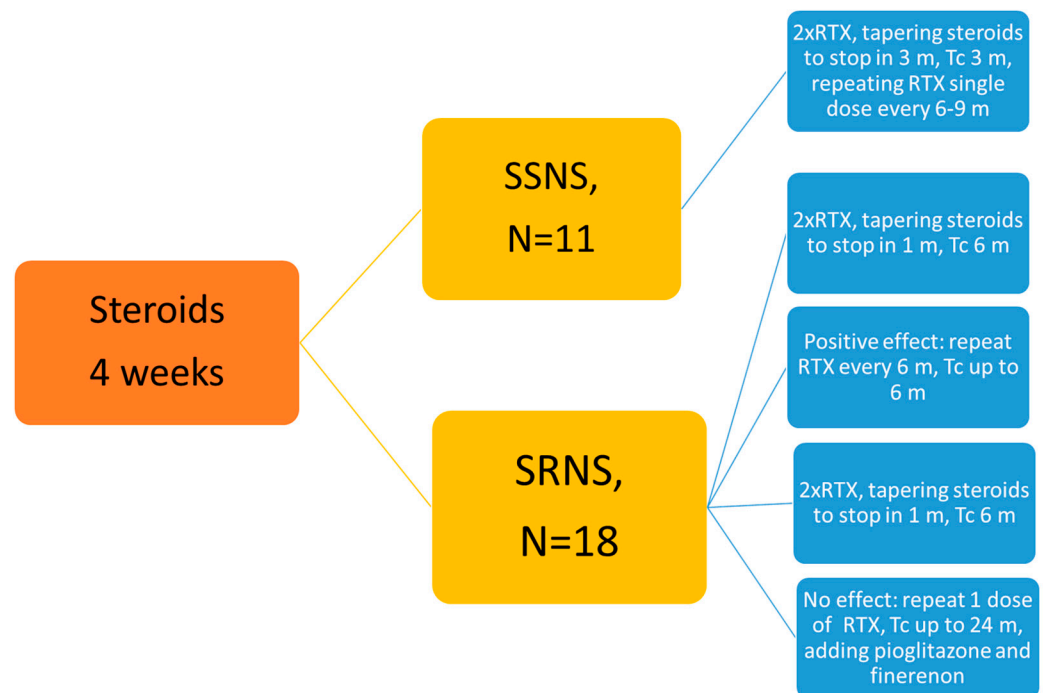 Steroids
4 weeks
SSNS,
N=11
SRNS,
N=18
2xRTX, tapering steroids
to stop in 3 m, Tc 3 m,
repeating RTX single
dose every 6-9 m
2xRTX, tapering steroids
to stop in 1 m, Tc 6 m
Positive effect: repeat
RTX every 6 m, Tc up to
6 m
2xRTX, tapering steroids
to stop in 1 m, Tc 6 m
No effect: repeat 1 dose
of RTX, Tc up to 24 m,
adding pioglitazone and
finerenon